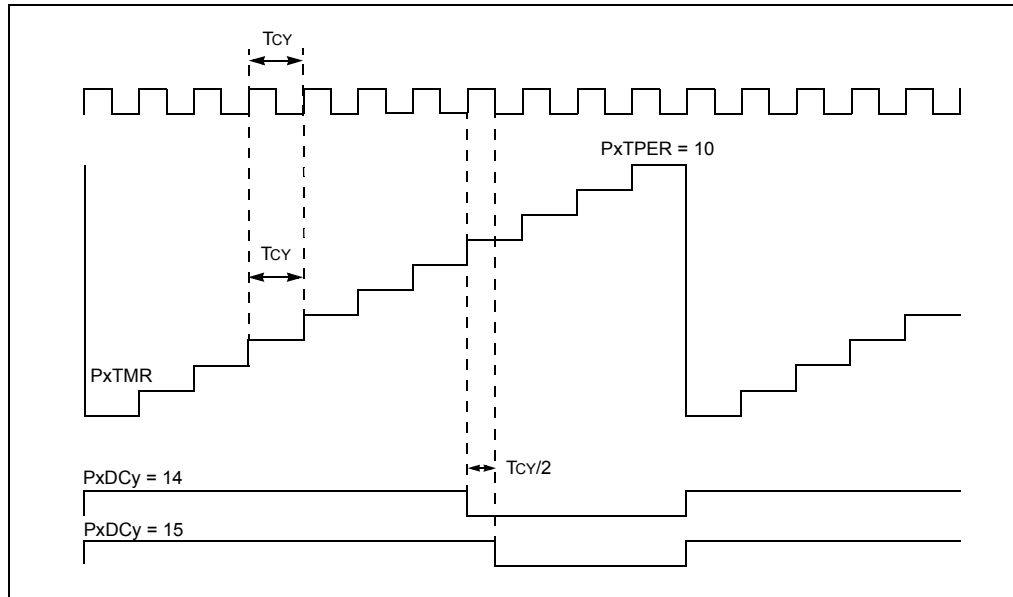 TCY
PxTPER = 10
TCY
PxTMR
TCY/2
PxDCy = 14
PxDCy = 15